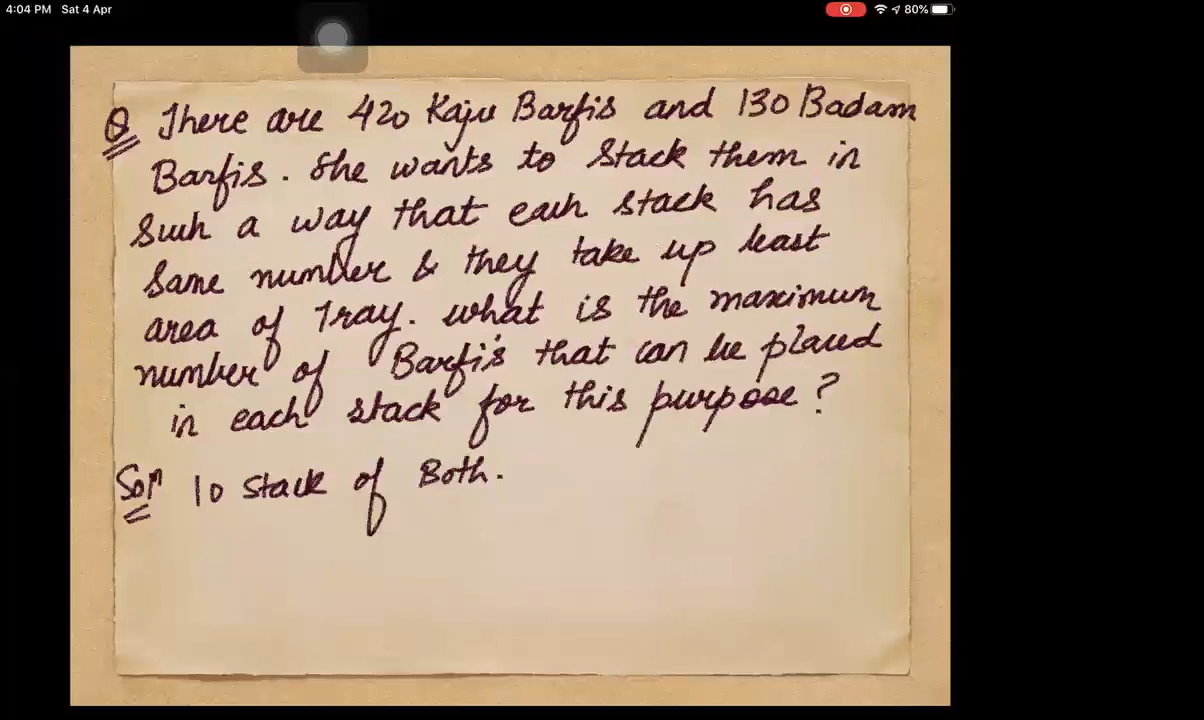 4:04 PM Sat 4 Apr 80%
Q There are 420 Kaju Barfis and 130 Badam
Barfis. She wants to Stack them in
Such a way that each stack has
Same number & they take up least
area of Tray. what is the maximum
number of Barfis that can be placed
in each stack for this purpose?
Soln 10 Stack of Both.